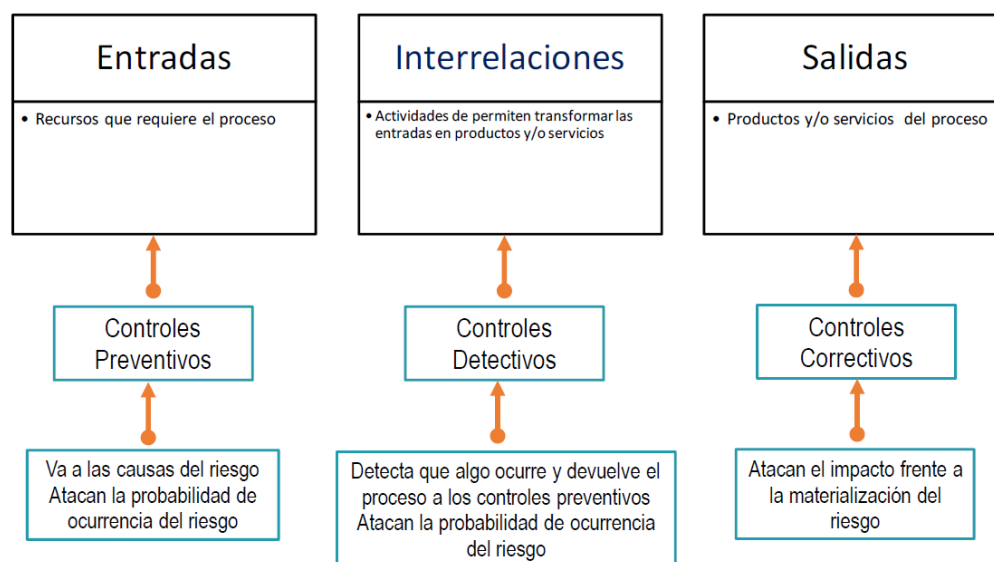 Entradas
• Recursos que requiere el proceso
Interrelaciones
• Actividades de permiten transformar las
entradas en productos y/o servicios
Salidas
• Productos y/o servicios del proceso
Controles
Preventivos
Controles
Detectivos
Controles
Correctivos
Va a las causas del riesgo
Atacan la probabilidad de
ocurrencia del riesgo
Detecta que algo ocurre y devuelve el
proceso a los controles preventivos
Atacan la probabilidad de ocurrencia
del riesgo
Atacan el impacto frente a
la materialización del
riesgo